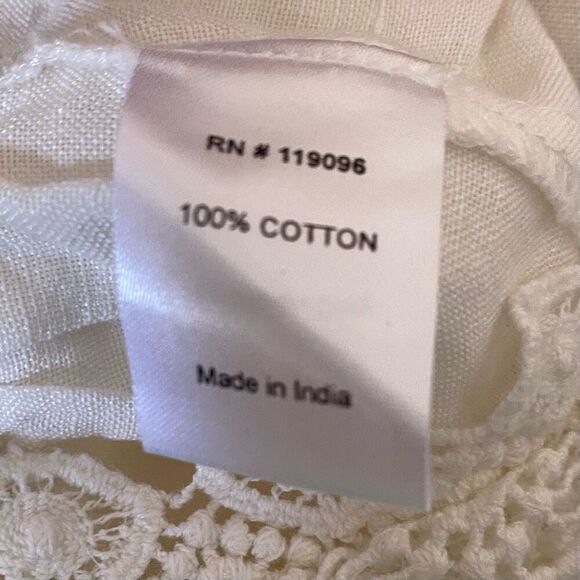 RN # 119096
100% COTTON
Made in India